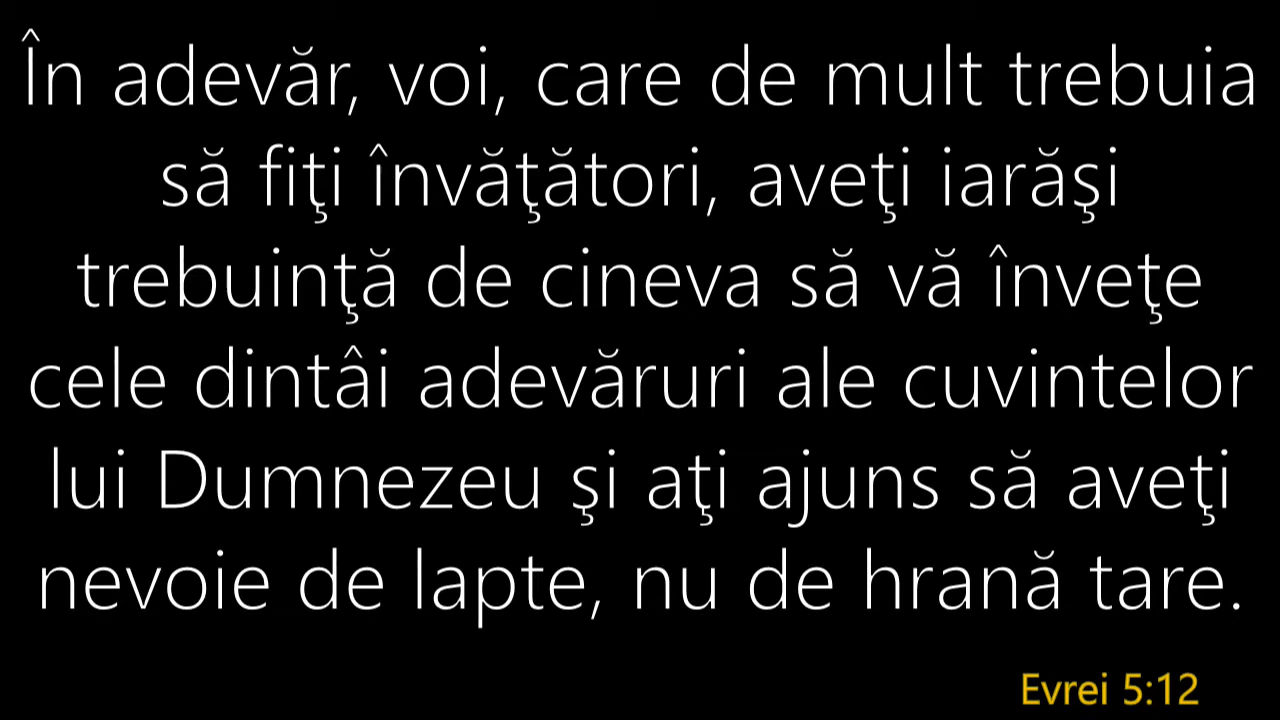 În adevăr, voi, care de mult trebuia
să fiţi învăţători, aveţi iarăşi
trebuinţă de cineva să vă înveţe
cele dintâi adevăruri ale cuvintelor
lui Dumnezeu şi aţi ajuns să aveţi
nevoie de lapte, nu de hrană tare.
Evrei 5:12